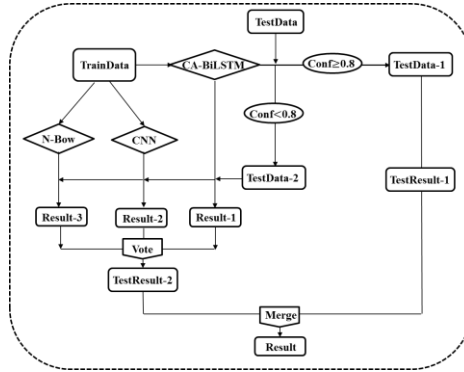 TestData
TrainData
CA-BiLSTM
Conf≥0.8
TestData-1
Conf<0.8
N-Bow
CNN
TestData-2
TestResult-1
Result-3
Result-2
Result-1
Vote
TestResult-2
Merge
Result